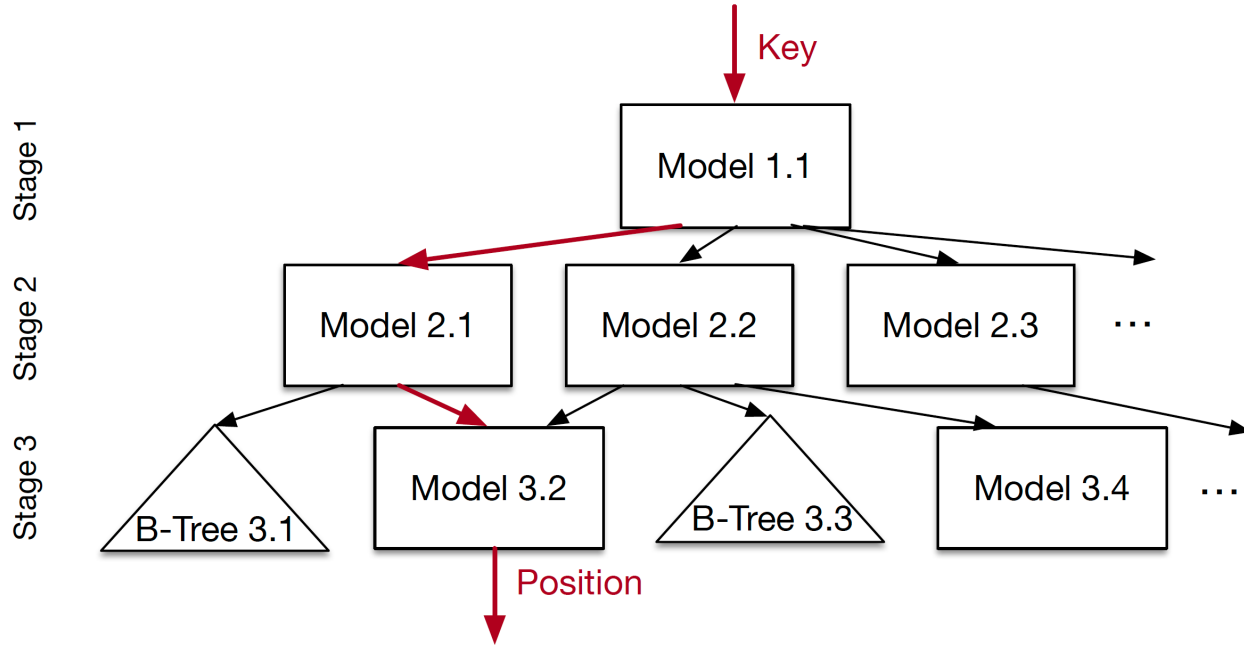 Key
Stage 1
Model 1.1
Stage 2
Model 2.1
Model 2.2
Model 2.3
...
Stage 3
B-Tree 3.1
Model 3.2
B-Tree 3.3
Model 3.4
...
Position